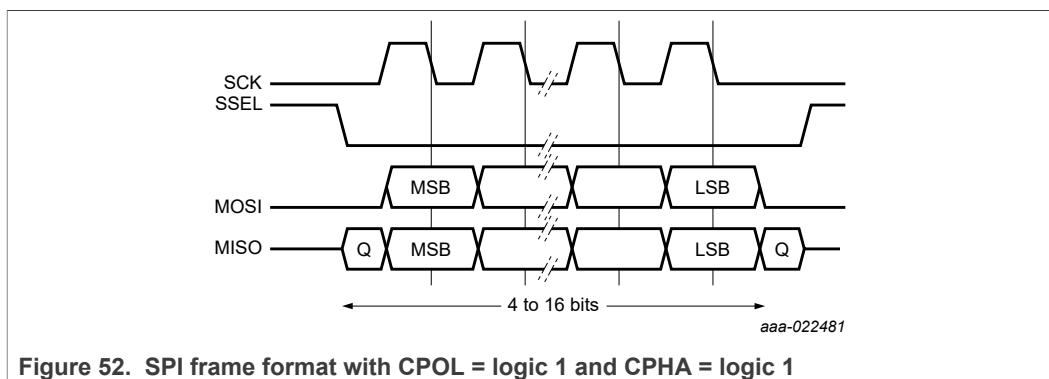 SCK
SSEL
MOSI MSB LSB
MISO Q MSB LSB Q
4 to 16 bits
aaa-022481
Figure 52. SPI frame format with CPOL = logic 1 and CPHA = logic 1